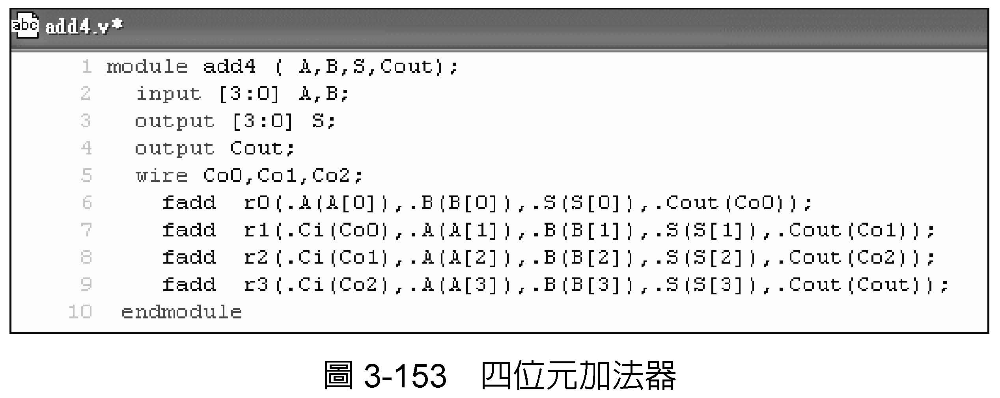 abc add4.v*
1 module add4 ( A,B,S,Cout);
2 input [3:0] A,B;
3 output [3:0] S;
4 output Cout;
5 wire Co0,Co1,Co2;
6 fadd r0(.A(A[0]),.B(B[0]),.S(S[0]),.Cout(Co0));
7 fadd r1(.Ci(Co0),.A(A[1]),.B(B[1]),.S(S[1]),.Cout(Co1));
8 fadd r2(.Ci(Co1),.A(A[2]),.B(B[2]),.S(S[2]),.Cout(Co2));
9 fadd r3(.Ci(Co2),.A(A[3]),.B(B[3]),.S(S[3]),.Cout(Cout));
10 endmodule
圖 3-153 四位元加法器